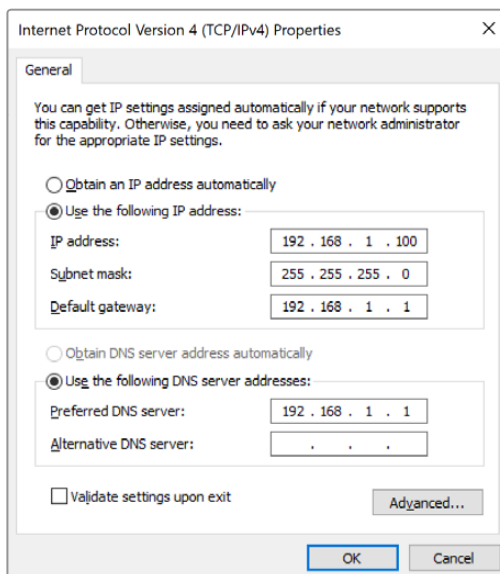 Internet Protocol Version 4 (TCP/IPv4) Properties
General
You can get IP settings assigned automatically if your network supports
this capability. Otherwise, you need to ask your network administrator
for the appropriate IP settings.
Obtain an IP address automatically
Use the following IP address:
IP address: 192 . 168 . 1 . 100
Subnet mask: 255 . 255 . 255 . 0
Default gateway: 192 . 168 . 1 . 1
Obtain DNS server address automatically
Use the following DNS server addresses:
Preferred DNS server: 192 . 168 . 1 . 1
Alternative DNS server: . . .
Validate settings upon exit
Advanced...
OK Cancel